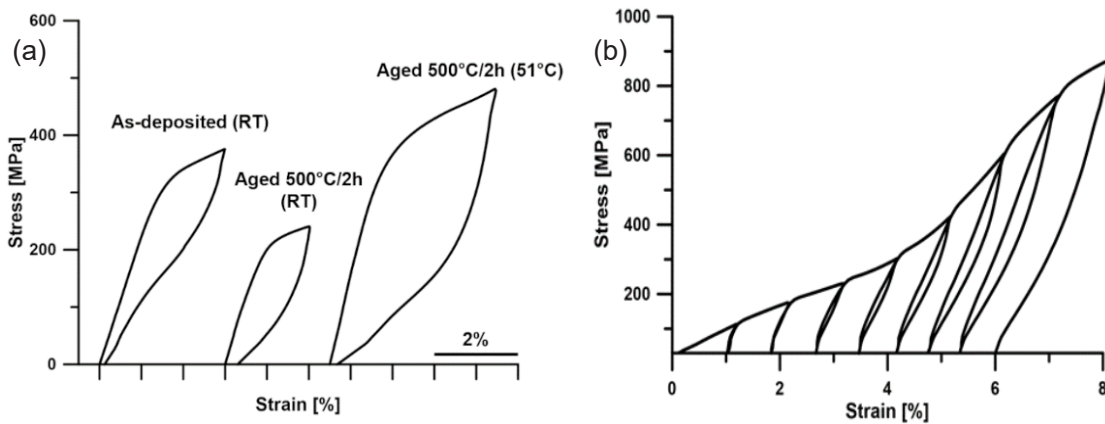 (a)
600
400
200
0
Stress [MPa]
As-deposited (RT)
Aged 500°C/2h
(RT)
Aged 500°C/2h (51°C)
2%
Strain [%]
(b)
1000
800
600
400
200
Stress [MPa]
0 2 4 6 8
Strain [%]